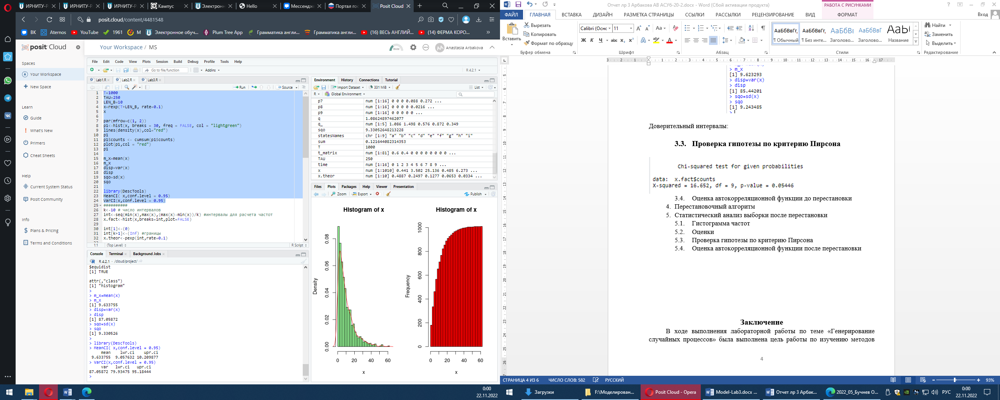 ИРНИТУ-Р
ИРНИТУ-Р
ИРНИТУ-Р
Кампус
Электронн
Hello
Мессендж
Портал гос
Posit Cloud
posit.cloud/content/4481548
ВК
Aternos
YouTube
1961
М
Электронное обуч...
Plum Tree App
Грамматика англи...
Грамматика англи...
(16) ВЕСЬ АНГЛИЙ...
(14) ФЕРМА КОРО...
posit Cloud
Spaces
Your Workspace
New Space
Learn
Guide
What's New
Primers
Cheat Sheets
Help
Current System Status
Posit Community
Info
Plans & Pricing
Terms and Conditions
Your Workspace / MS
RAM
AA
Anastasia Arbakova
File Edit Code View Plots Session Build Debug Profile Tools Help
Go to file/function
Addins
R 4.2.1
Lab1.R
Lab2.R
Lab3.R
Run
Source
1 T=1000
2 TAU=250
3 LEN_B=10
4 x=rexp(T+LEN_B, rate=0.1)
5 x
6
7 par(mfrow=c(1, 2))
8 p1<-hist(x, breaks = 30, freq = FALSE, col = "lightgreen")
9 lines(density(x),col="red")
10 p1
11 p1$counts <- cumsum(p1$counts)
12 plot(p1,col = "red")
13 p1
14
15 m_x=mean(x)
16 m_x
17 disp=var(x)
18 disp
19 sqo=sd(x)
20 sqo
21
22 library(DescTools)
23 MeanCI( x,conf.level = 0.95)
24 VarCI(x,conf.level = 0.95)
25 ##########
26 k<-10 # число интервалов
27 int<-seq(min(x),max(x),(max(x)-min(x))/k) #интервалы для расчета частот
28 x.fact<-hist(x,breaks=int,plot=FALSE)
29
30 int[1]<-(0)
31 int[k+1]<-(Inf) #границы
32 x.theor<-pexp(int,rate=0.1)
1:1 (Top Level) R Script
Console Terminal Background Jobs
R 4.2.1 · /cloud/project/
$equidist
[1] TRUE
attr(,"class")
[1] "histogram"
>
> m_x=mean(x)
> m_x
[1] 9.633755
> disp=var(x)
> disp
[1] 87.05872
> sqo=sd(x)
> sqo
[1] 9.330526
>
> library(DescTools)
> MeanCI( x,conf.level = 0.95)
mean lwr.ci upr.ci
9.633755 9.057632 10.209877
> VarCI(x,conf.level = 0.95)
var lwr.ci upr.ci
87.05872 79.93475 95.18444
>
Environment History Connections Tutorial
Import Dataset
331 MiB
List
R
Global Environment
p7 num [1:16] 0 0 0 0.088 0.272 ...
p8 num [1:16] 0 0 0 0 0.0216 ...
p9 num [1:16] 0 0 0 0 0 ...
q 1.08624897462077
q_ num [1:5] 1.086 1.498 0.576 0.872 0.349
sqo 9.33052648213228
statesNames chr [1:9] "a" "b" "c" "d" "e" "f" "g" "h" "i"
sum 0.121644082314353
T 1000
t_matrix num [1:81] 0.6 0.4 0 0 0 0 0 0 0 0 ...
TAU 250
time num [1:16] 0 1 2 3 4 5 6 7 8 9 ...
x num [1:1010] 0.441 3.502 25.136 0.485 6.273 ...
x.theor num [1:10] 0.4887 0.2497 0.1277 0.0653 0.0334 ...
Files Plots Packages Help Viewer Presentation
Zoom Export Publish
Histogram of x
Density
0.00 0.02 0.04 0.06 0.08
0 20 40 60
x
Histogram of x
Frequency
0 200 400 600 800 1000
0 20 40 60
x
0:00
22.11.2022
Отчет лр 3 Арбакова АВ АСУб-20-2.docx - Word (Сбой активации продукта)
РАБОТА С РИСУНКАМИ
ФАЙЛ ГЛАВНАЯ ВСТАВКА ДИЗАЙН РАЗМЕТКА СТРАНИЦЫ ССЫЛКИ РАССЫЛКИ РЕЦЕНЗИРОВАНИЕ ВИД ФОРМАТ
Вход
Вставить
Вырезать
Копировать
Формат по образцу
Буфер обмена
Calibri (Оснс 11
Ж К Ч abc x₂ x²
Шрифт
Абзац
АаБбВвГг, АаБбВвГг, АаБбВв АаБбВвГ АаЫ
¶ Обычный ¶ Без инте... Заголово... Заголово... Название
Стили
Найти
Заменить
Выделить
Редактирование
3 2 1 1 2 3 4 5 6 7 8 9 10 11 12 13 14 15 16 17
> m_x
[1] 9.623293
> disp=var(x)
> disp
[1] 85.44201
> sqo=sd(x)
> sqo
[1] 9.243485
>
Доверительный интервалы:
3.3. Проверка гипотезы по критерию Пирсона
Chi-squared test for given probabilities
data: x.fact$counts
X-squared = 16.652, df = 9, p-value = 0.05446
3.4. Оценка автокорреляционной функции до перестановки
4. Перестановочный алгоритм
5. Статистический анализ выборки после перестановки
5.1. Гистограмма частот
5.2. Оценки
5.3. Проверка гипотезы по критерию Пирсона
5.4. Оценка автокорреляционной функции после перестановки
Заключение
В ходе выполнения лабораторной работы по теме «Генерирование
случайных процессов» была выполнена цель работы по изучению методов
4
СТРАНИЦА 4 ИЗ 6 ЧИСЛО СЛОВ: 582 РУССКИЙ
93%
Загрузки
F:\Моделирован...
Posit Cloud - Opera
Model-Lab3.docx ...
Отчет лр 3 Арбак...
2022_05_Бучнев О...
РУС
0:00
22.11.2022